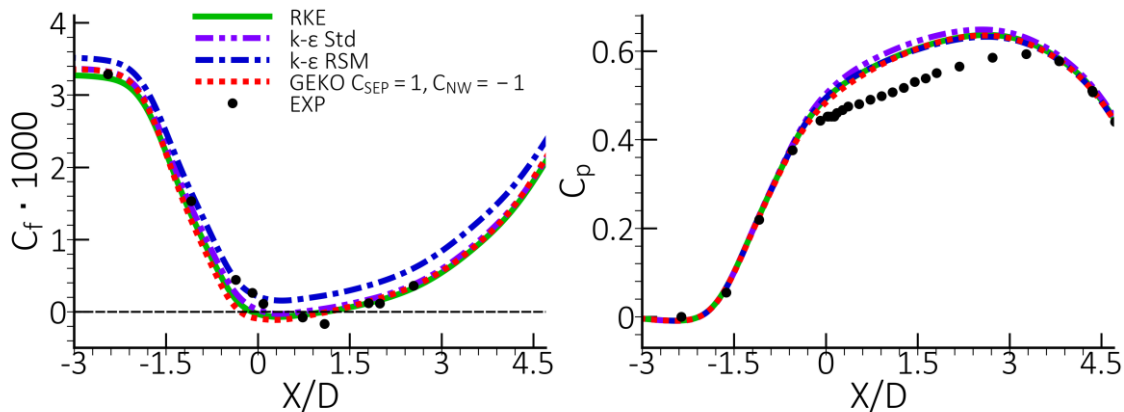 RKE
k-ε Std
k-ε RSM
GEKO C_SEP = 1, C_NW = − 1
EXP
4
3
2
1
0
C_f · 1000
-3
-1.5
0
1.5
3
4.5
X/D
0.6
0.4
0.2
0
C_p
-3
-1.5
0
1.5
3
4.5
X/D